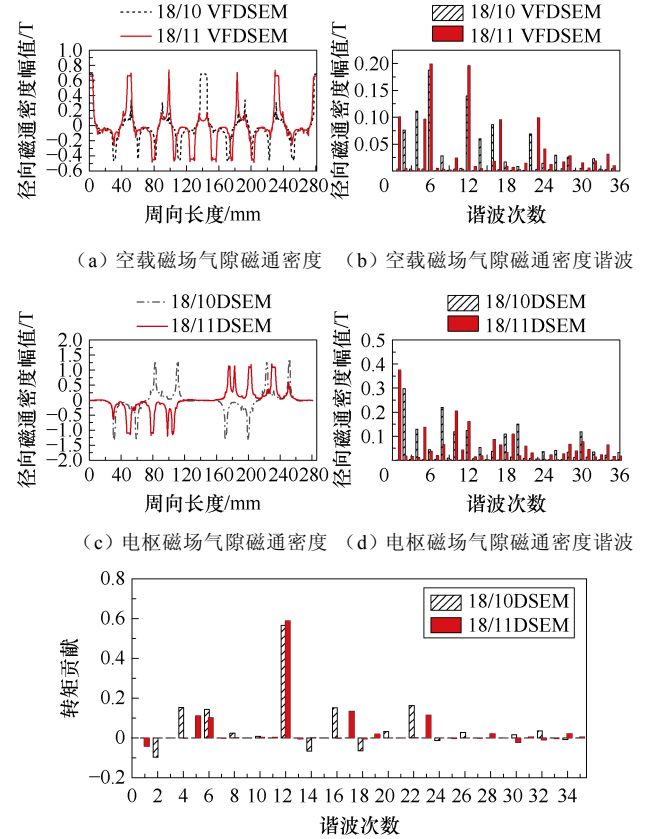 18/10 VFDSEM
18/11 VFDSEM
径向磁通密度幅值/T
1.0
0.8
0.6
0.4
0.2
0
−0.2
−0.4
−0.6
0 40 80 120 160 200 240 280
周向长度/mm
(a)空载磁场气隙磁通密度
18/10 VFDSEM
18/11 VFDSEM
径向磁通密度幅值/T
0.20
0.15
0.10
0.05
0 6 12 18 24 30 36
谐波次数
(b)空载磁场气隙磁通密度谐波
18/10DSEM
18/11DSEM
径向磁通密度幅值/T
2.0
1.5
1.0
0.5
0
−0.5
−1.0
−1.5
−2.0
0 40 80 120 160 200 240 280
周向长度/mm
(c)电枢磁场气隙磁通密度
18/10DSEM
18/11DSEM
径向磁通密度幅值/T
0.5
0.4
0.3
0.2
0.1
0 6 12 18 24 30 36
谐波次数
(d)电枢磁场气隙磁通密度谐波
18/10DSEM
18/11DSEM
转矩贡献
0.8
0.6
0.4
0.2
0
−0.2
0 2 4 6 8 10 12 14 16 18 20 22 24 26 28 30 32 34
谐波次数